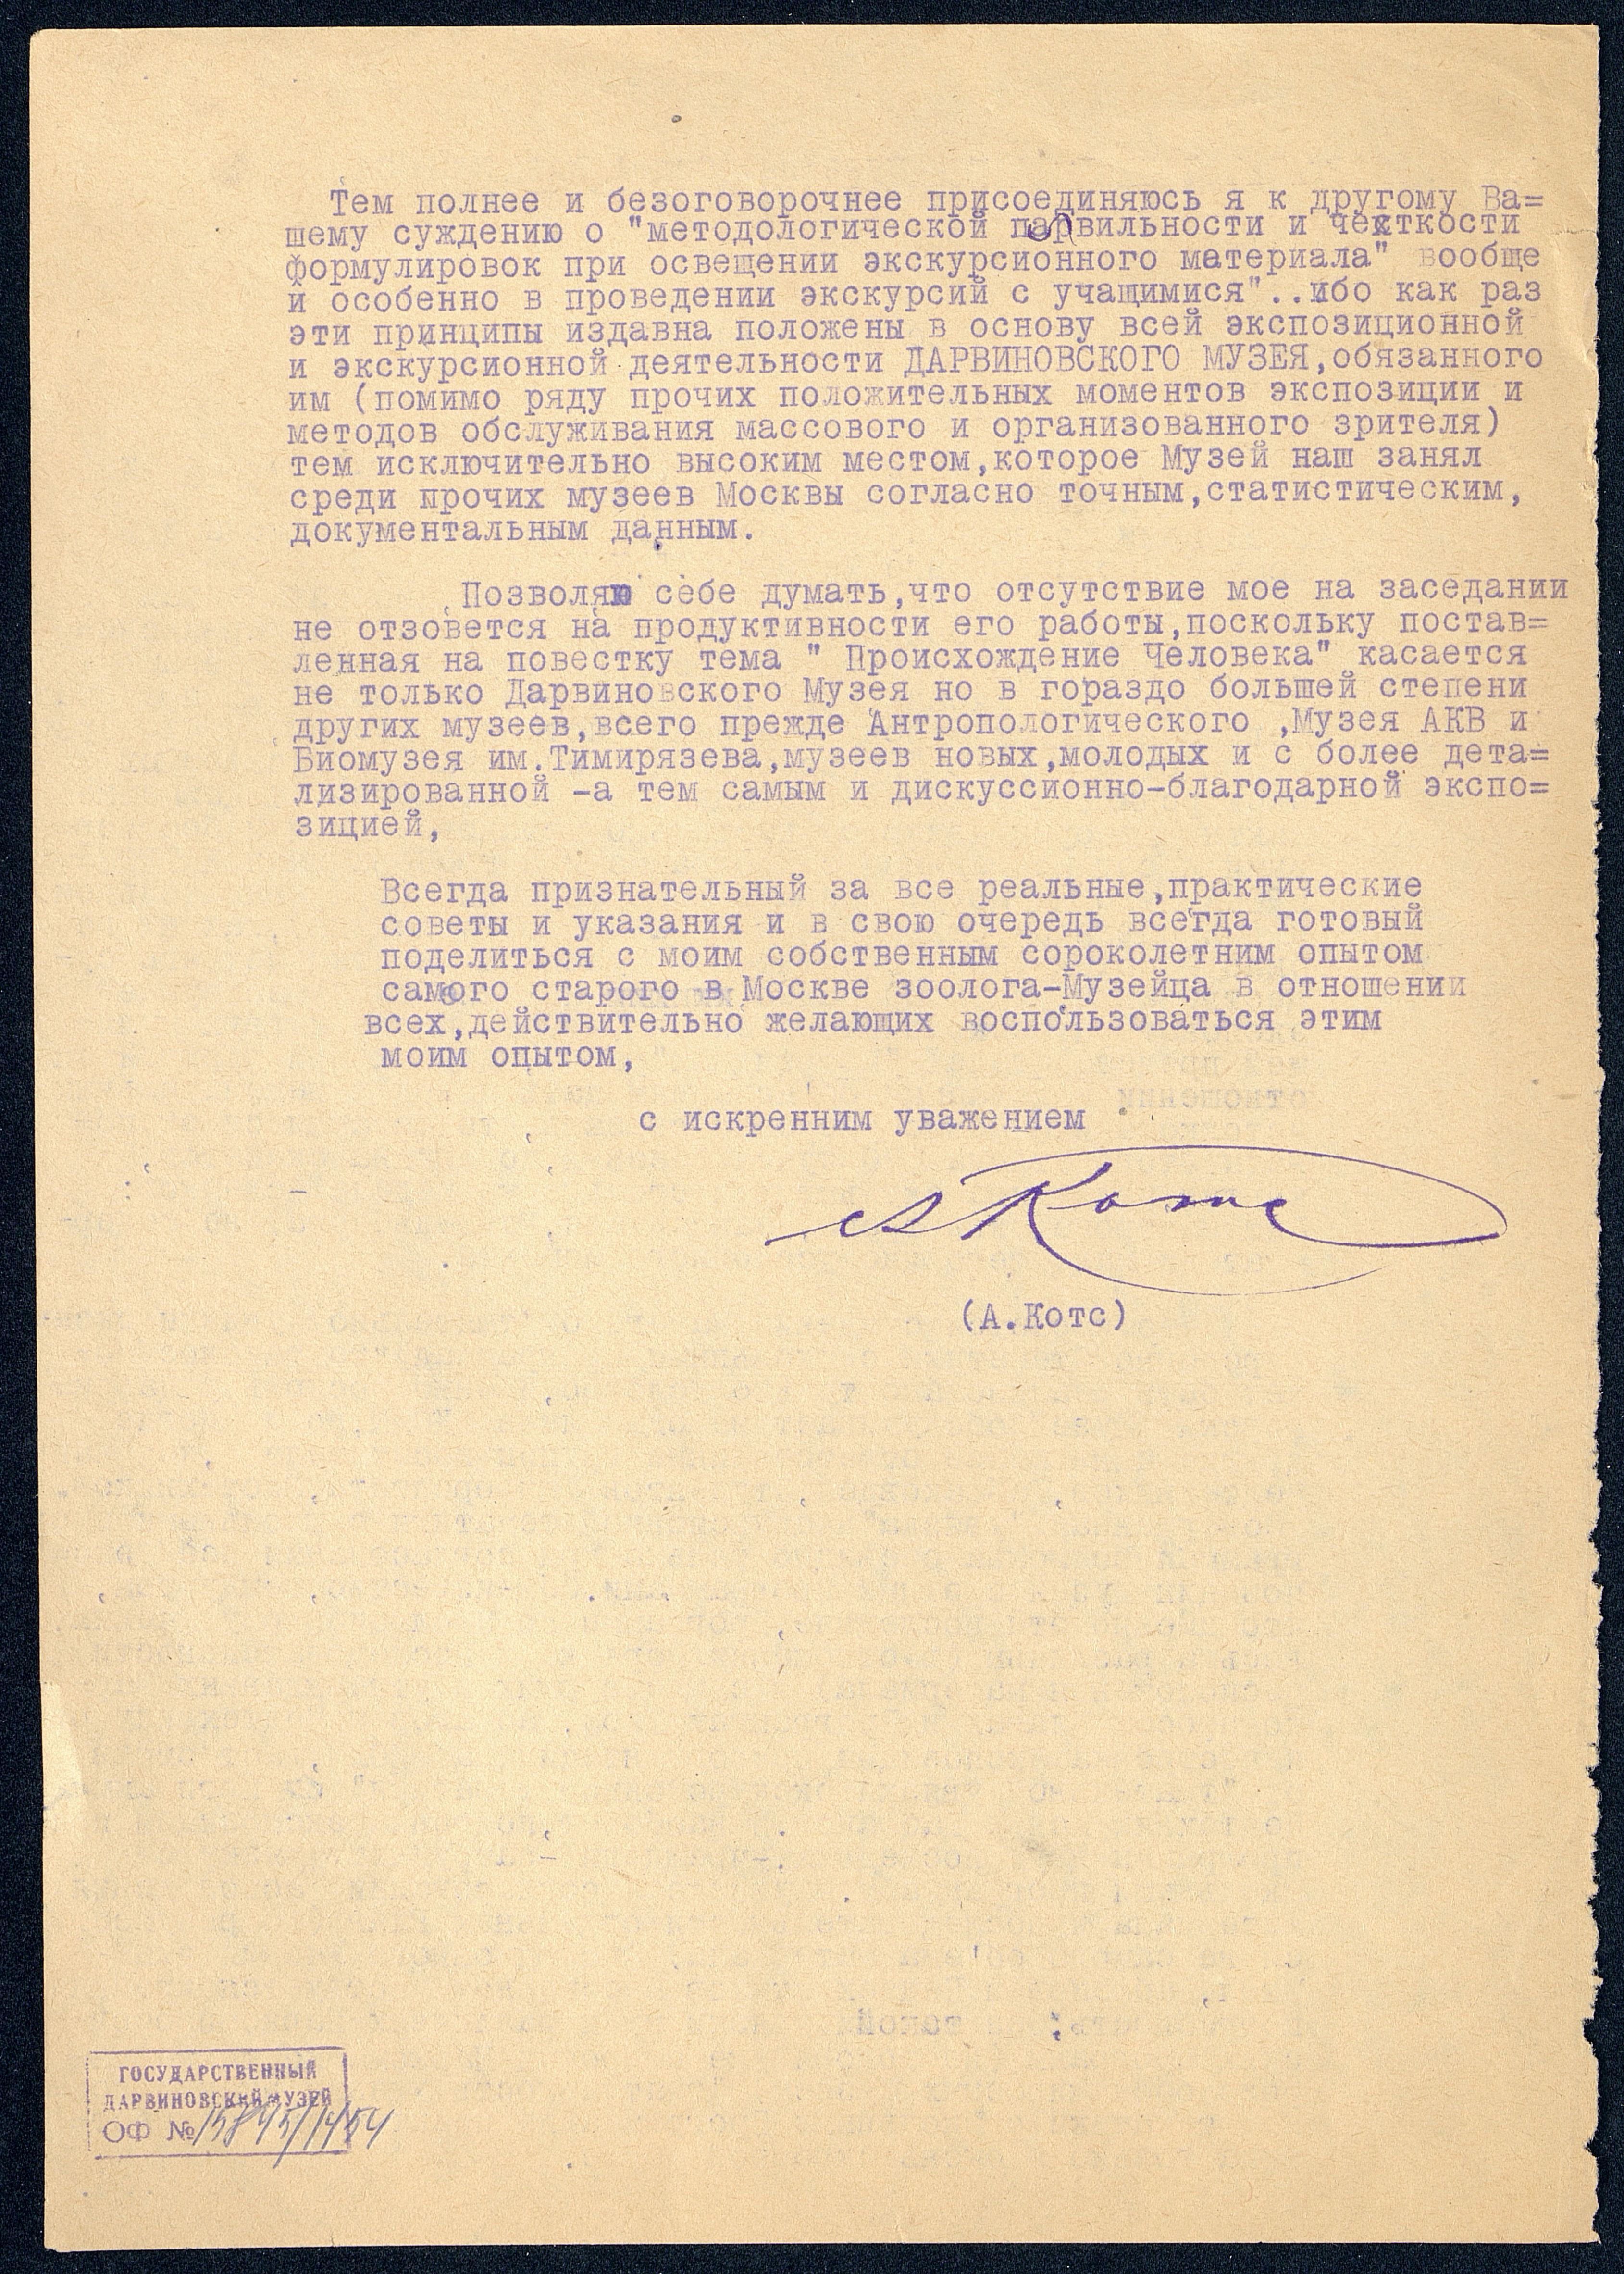 Тем полнее и безоговорочнее присоединяюсь я к другому Ва=
шему суждению о "методологической парвильности и чехткости
формулировок при освещении экскурсионного материала" вообще
и особенно в проведении экскурсий с учащимися"..ибо как раз
эти принципы издавна положены в основу всей экспозиционной
и экскурсионной деятельности ДАРВИНОВСКОГО МУЗЕЯ,обязанного
им (помимо ряду прочих положительных моментов экспозиции и
методов обслуживания массового и организованного зрителя)
тем исключительно высоким местом,которое Музей наш занял
среди прочих музеев Москвы согласно точным,статистическим,
документальным данным.
Позволяю себе думать,что отсутствие мое на заседании
не отзовется на продуктивности его работы,поскольку постав=
ленная на повестку тема " Происхождение Человека" касается
не только Дарвиновского Музея но в гораздо большей степени
других музеев,всего прежде Антропологического ,Музея АКВ и
Биомузея им.Тимирязева,музеев новых,молодых и с более дета=
лизированной -а тем самым и дискуссионно-благодарной экспо=
зицией,
Всегда признательный за все реальные,практические
советы и указания и в свою очередь всегда готовый
поделиться с моим собственным сороколетним опытом
самого старого в Москве зоолога-Музейца в отношении
всех,действительно желающих воспользоваться этим
моим опытом,
с искренним уважением
А Котс
(А.Котс)
ГОСУДАРСТВЕННЫЙ
ДАРВИНОВСКИЙ МУЗЕЙ
ОФ №